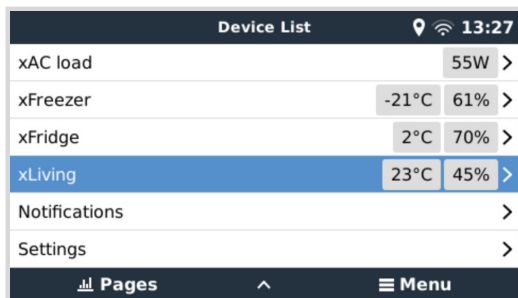 Device List 13:27
xAC load 55W
xFreezer -21°C 61%
xFridge 2°C 70%
xLiving 23°C 45%
Notifications
Settings
Pages Menu